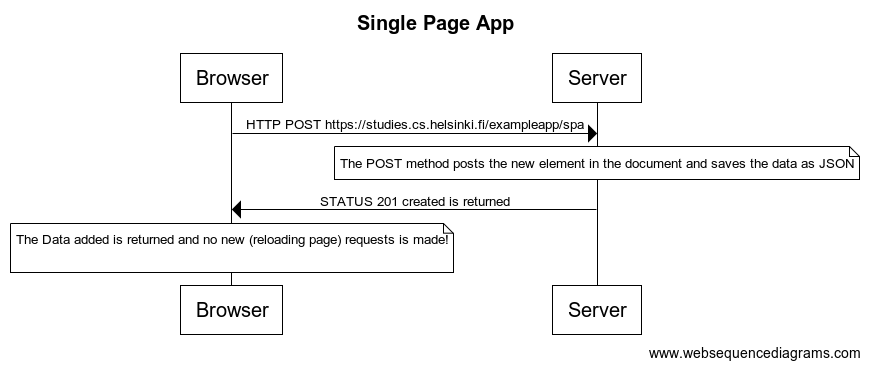 Single Page App
Browser
Server
HTTP POST https://studies.cs.helsinki.fi/exampleapp/spa
The POST method posts the new element in the document and saves the data as JSON
STATUS 201 created is returned
The Data added is returned and no new (reloading page) requests is made!
Browser
Server
www.websequencediagrams.com